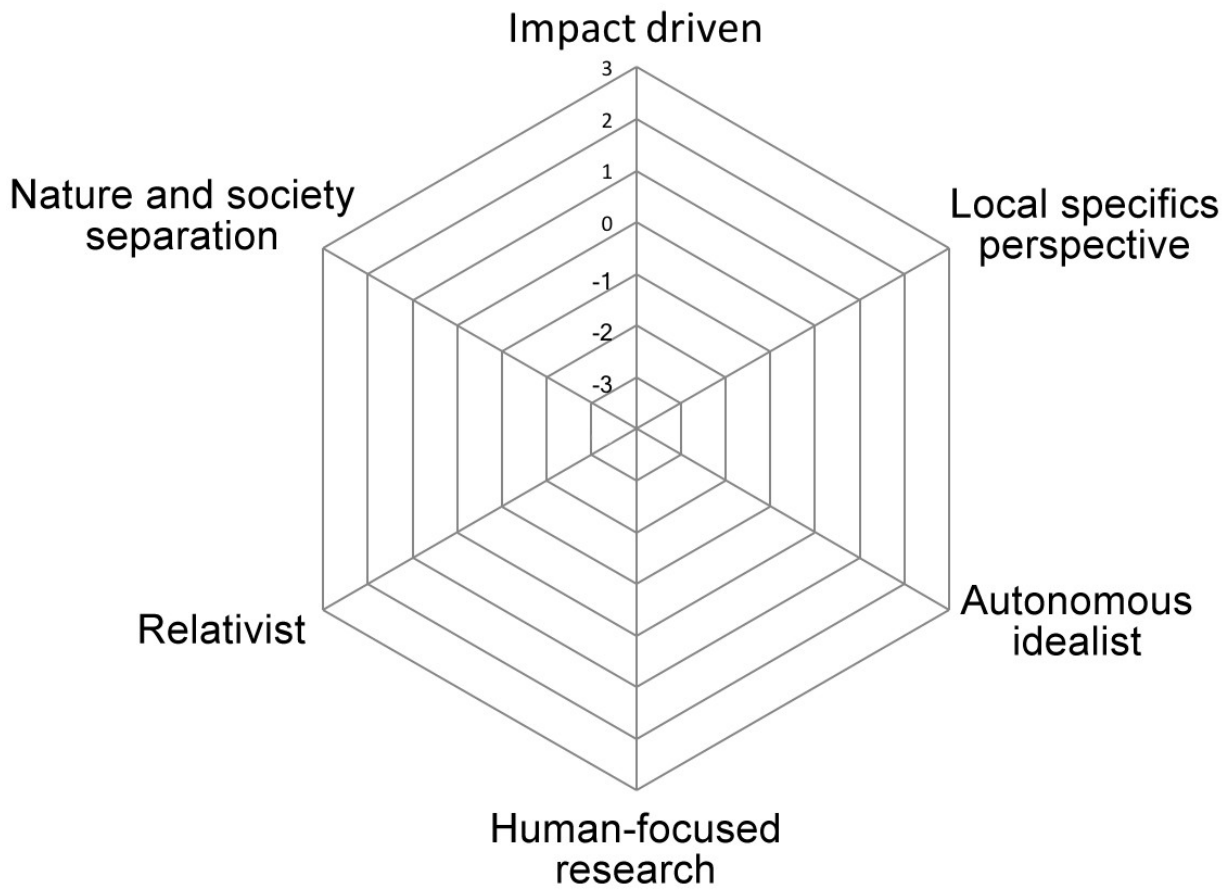 Impact driven
3
2
1
0
-1
-2
-3
Nature and society
separation
Local specifics
perspective
Relativist
Autonomous
idealist
Human-focused
research